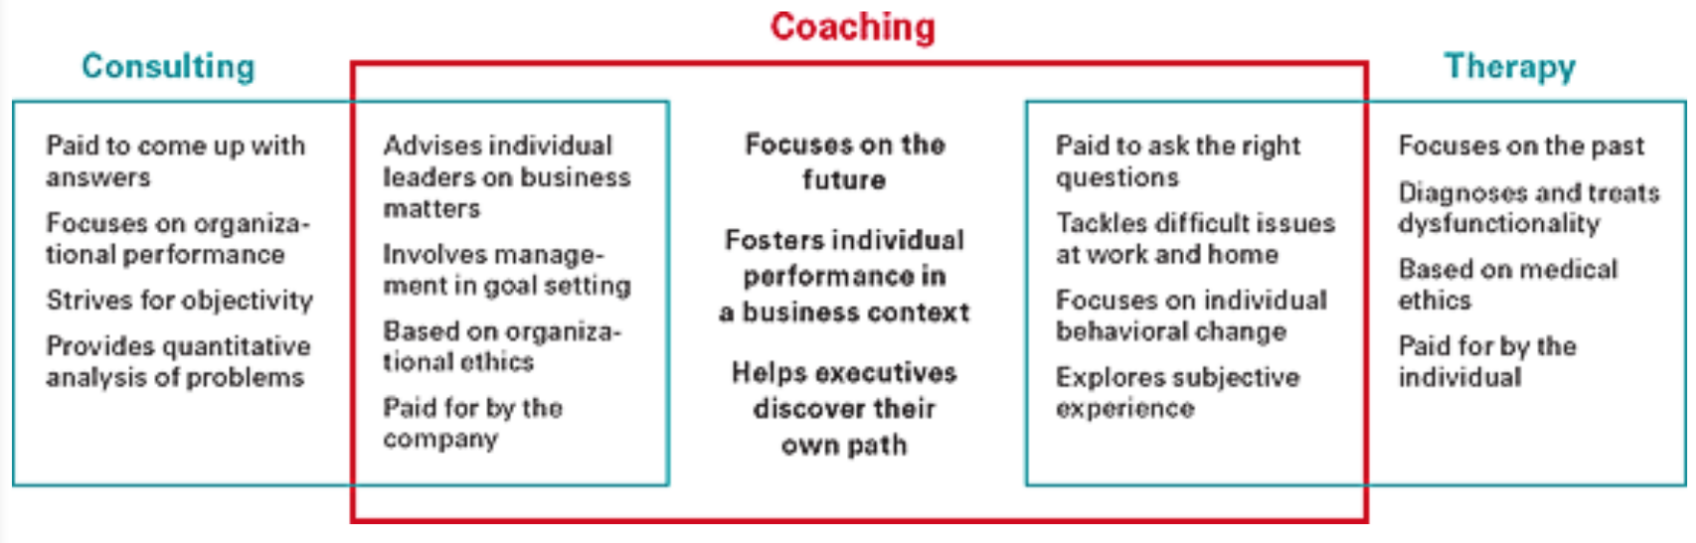 Coaching
Consulting
Therapy
Paid to come up with
answers
Focuses on organiza-
tional performance
Strives for objectivity
Provides quantitative
analysis of problems
Advises individual
leaders on business
matters
Involves manage-
ment in goal setting
Based on organiza-
tional ethics
Paid for by the
company
Focuses on the
future
Fosters individual
performance in
a business context
Helps executives
discover their
own path
Paid to ask the right
questions
Tackles difficult issues
at work and home
Focuses on individual
behavioral change
Explores subjective
experience
Focuses on the past
Diagnoses and treats
dysfunctionality
Based on medical
ethics
Paid for by the
individual